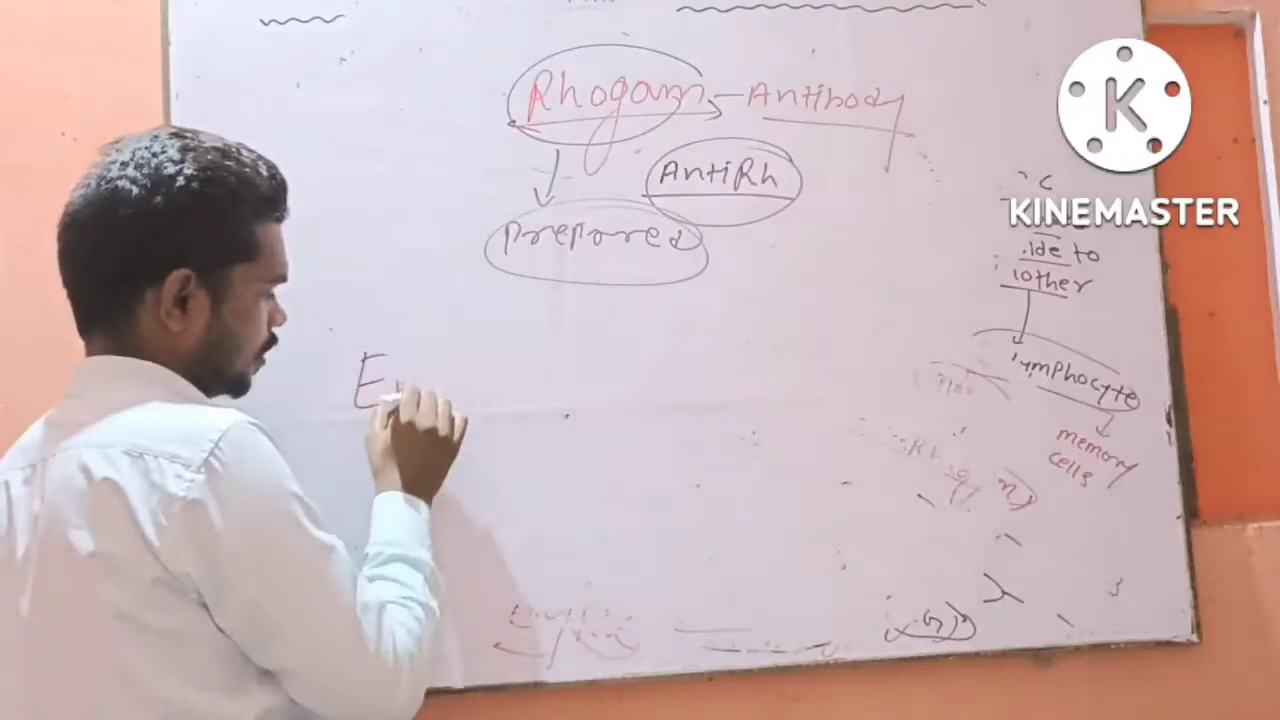 Rhogam - Antibody
AntiRh
Prepared
E
KINEMASTER
ide to
other
lymphocyte
memory
cells